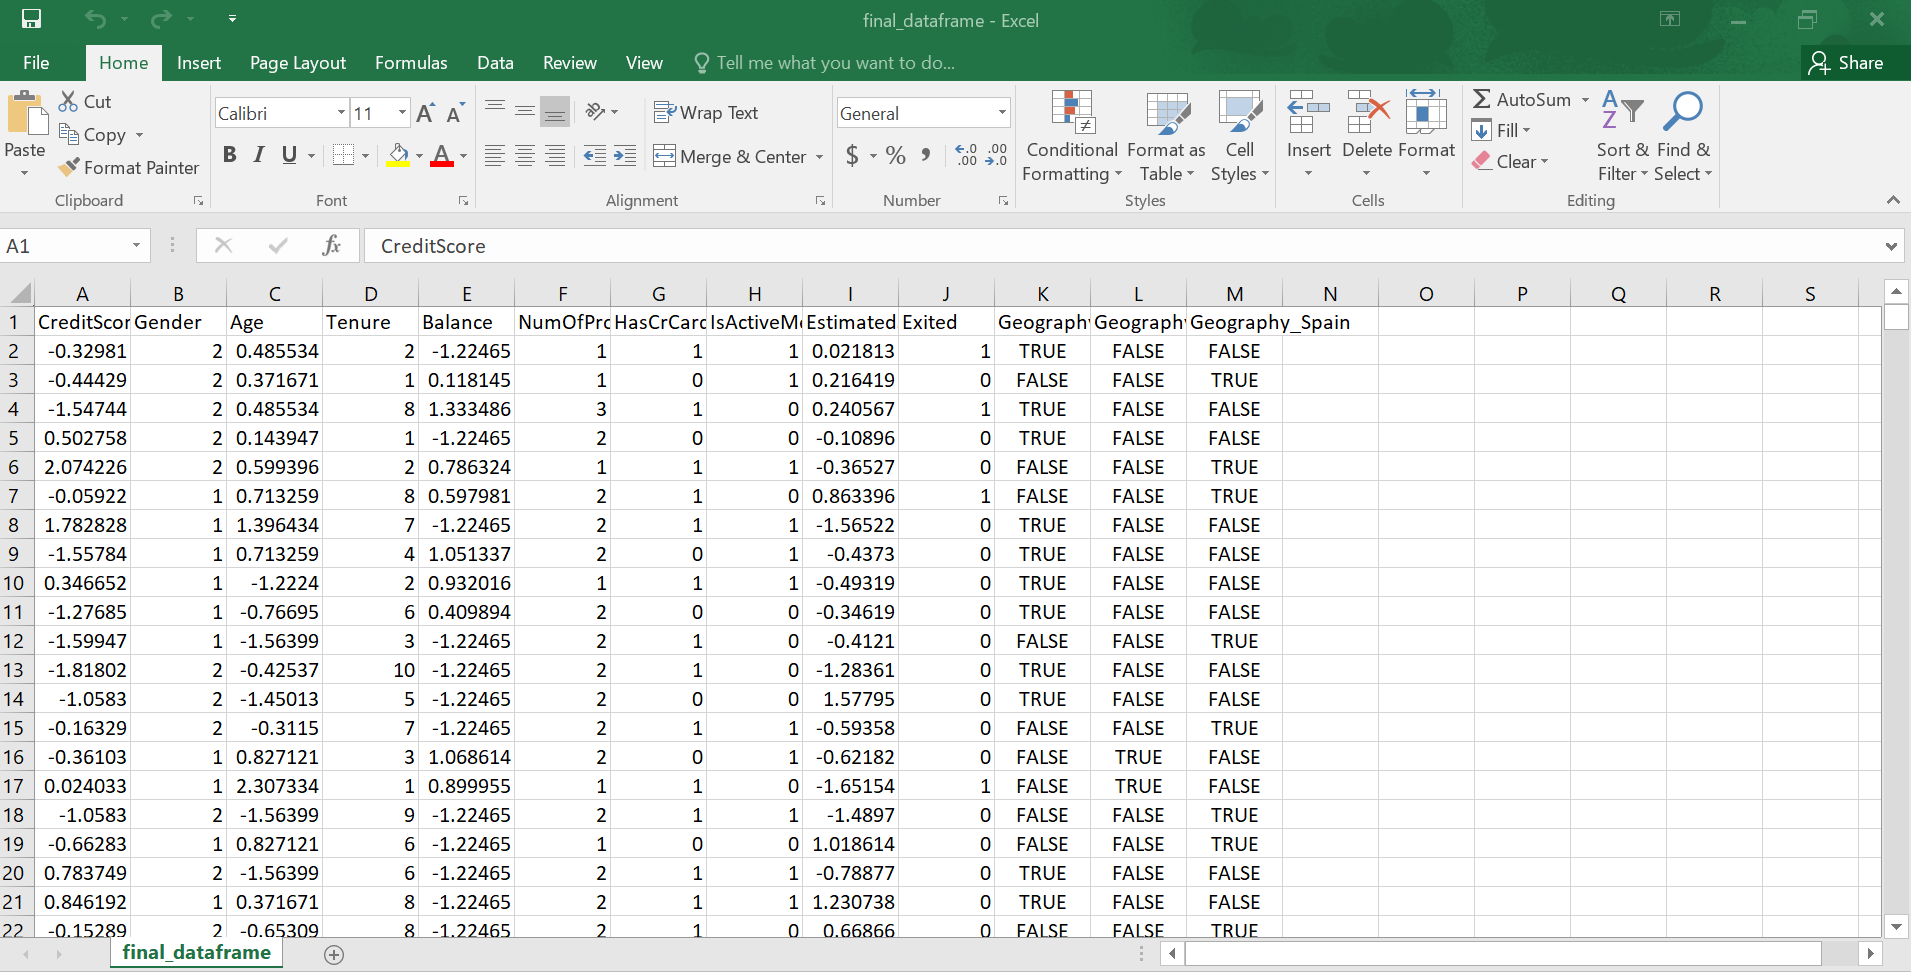 final_dataframe - Excel
File Home Insert Page Layout Formulas Data Review View Tell me what you want to do... Share
Cut
Copy
Format Painter
Paste
Clipboard
Calibri 11
B I U
Font
Wrap Text
Merge & Center
Alignment
General
$ % ,
Number
Conditional Formatting
Format as Table
Cell Styles
Styles
Insert Delete Format
Cells
AutoSum
Fill
Clear
Sort & Filter
Find & Select
Editing
A1 fx CreditScore
A B C D E F G H I J K L M N O P Q R S
1 CreditScor Gender Age Tenure Balance NumOfPro HasCrCard IsActiveMe Estimated Exited Geography Geography Geography_Spain
2 -0.32981 2 0.485534 2 -1.22465 1 1 1 0.021813 1 TRUE FALSE FALSE
3 -0.44429 2 0.371671 1 0.118145 1 0 1 0.216419 0 FALSE FALSE TRUE
4 -1.54744 2 0.485534 8 1.333486 3 1 0 0.240567 1 TRUE FALSE FALSE
5 0.502758 2 0.143947 1 -1.22465 2 0 0 -0.10896 0 TRUE FALSE FALSE
6 2.074226 2 0.599396 2 0.786324 1 1 1 -0.36527 0 FALSE FALSE TRUE
7 -0.05922 1 0.713259 8 0.597981 2 1 0 0.863396 1 FALSE FALSE TRUE
8 1.782828 1 1.396434 7 -1.22465 2 1 1 -1.56522 0 TRUE FALSE FALSE
9 -1.55784 1 0.713259 4 1.051337 2 0 1 -0.4373 0 TRUE FALSE FALSE
10 0.346652 1 -1.2224 2 0.932016 1 1 1 -0.49319 0 TRUE FALSE FALSE
11 -1.27685 1 -0.76695 6 0.409894 2 0 0 -0.34619 0 TRUE FALSE FALSE
12 -1.59947 1 -1.56399 3 -1.22465 2 1 0 -0.4121 0 FALSE FALSE TRUE
13 -1.81802 2 -0.42537 10 -1.22465 2 1 0 -1.28361 0 TRUE FALSE FALSE
14 -1.0583 2 -1.45013 5 -1.22465 2 0 0 1.57795 0 TRUE FALSE FALSE
15 -0.16329 2 -0.3115 7 -1.22465 2 1 1 -0.59358 0 FALSE FALSE TRUE
16 -0.36103 1 0.827121 3 1.068614 2 0 1 -0.62182 0 FALSE TRUE FALSE
17 0.024033 1 2.307334 1 0.899955 1 1 0 -1.65154 1 FALSE TRUE FALSE
18 -1.0583 2 -1.56399 9 -1.22465 2 1 1 -1.4897 0 FALSE FALSE TRUE
19 -0.66283 1 0.827121 6 -1.22465 1 0 0 1.018614 0 FALSE FALSE TRUE
20 0.783749 2 -1.56399 6 -1.22465 2 1 1 -0.78877 0 TRUE FALSE FALSE
21 0.846192 1 0.371671 8 -1.22465 2 1 1 1.230738 0 TRUE FALSE FALSE
22 -0.15289 2 -0.65309 8 -1.22465 2 1 0 0.66866 0 FALSE FALSE TRUE
final_dataframe